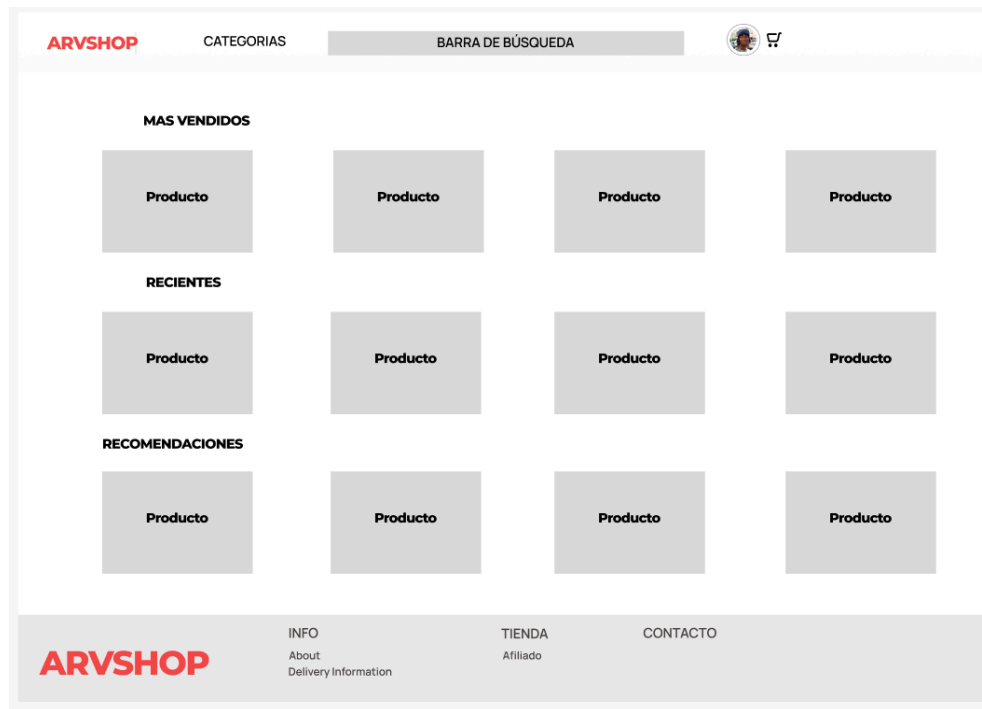 ARVSHOP
CATEGORIAS
BARRA DE BÚSQUEDA
MAS VENDIDOS
Producto
Producto
Producto
Producto
RECIENTES
Producto
Producto
Producto
Producto
RECOMENDACIONES
Producto
Producto
Producto
Producto
ARVSHOP
INFO
About
Delivery Information
TIENDA
Afiliado
CONTACTO